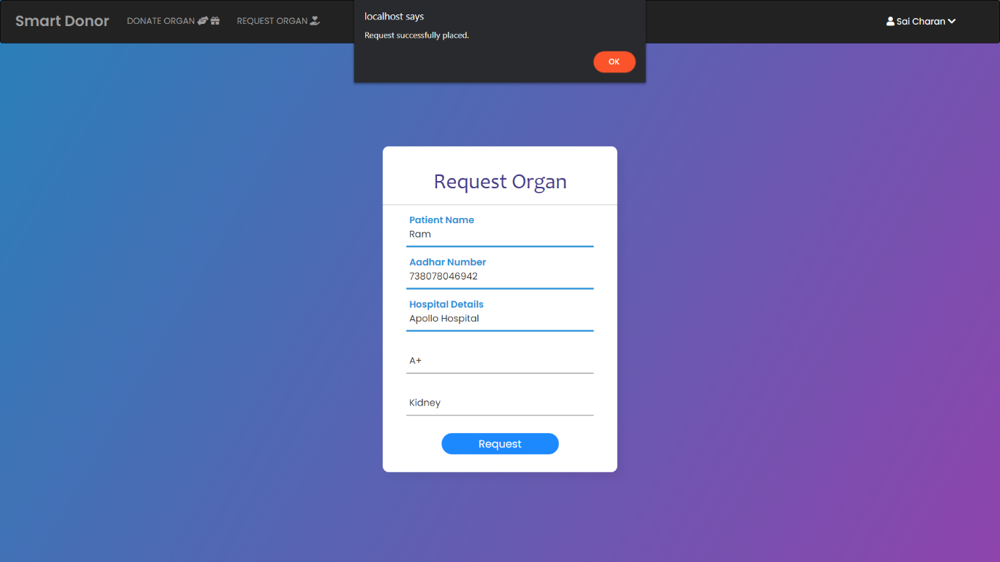 Smart Donor DONATE ORGAN REQUEST ORGAN Sai Charan
localhost says
Request successfully placed.
OK
Request Organ
Patient Name
Ram
Aadhar Number
738078046942
Hospital Details
Apollo Hospital
A+
Kidney
Request